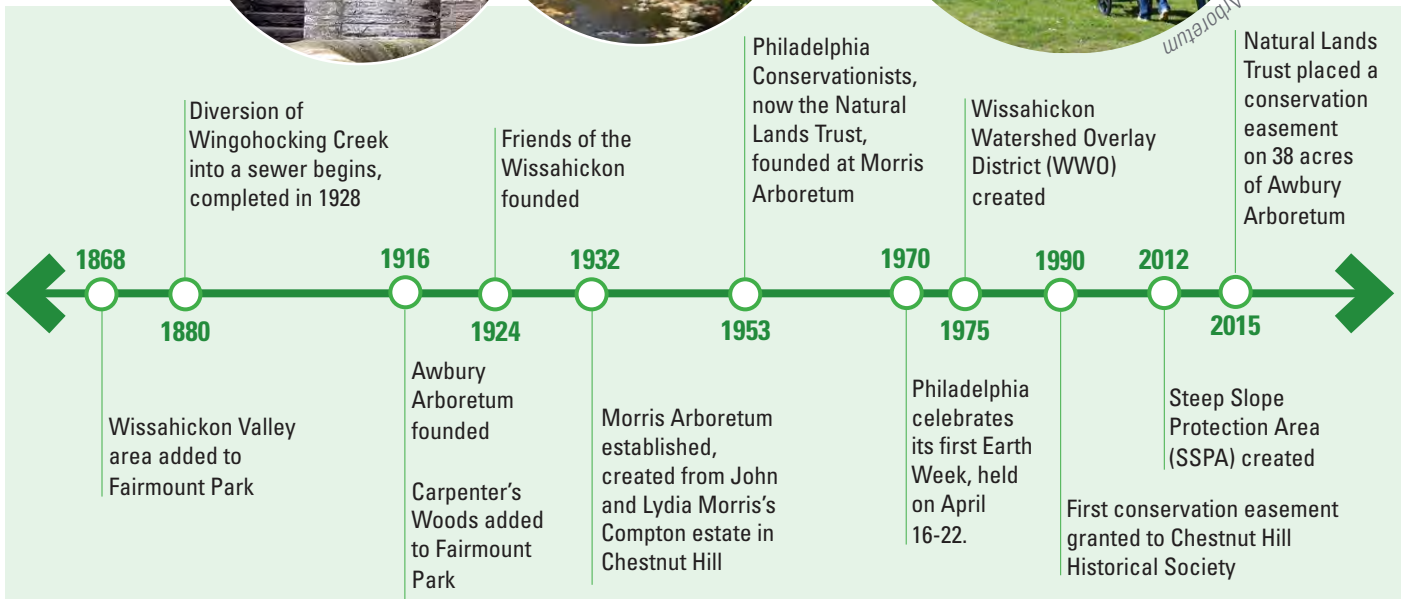 Arboretum
Diversion of
Wingohocking Creek
into a sewer begins,
completed in 1928
Friends of the
Wissahickon
founded
Philadelphia
Conservationists,
now the Natural
Lands Trust,
founded at Morris
Arboretum
Wissahickon
Watershed Overlay
District (WWO)
created
Natural Lands
Trust placed a
conservation
easement
on 38 acres
of Awbury
Arboretum
1868
1880
1916
1924
1932
1953
1970
1975
1990
2012
2015
Wissahickon Valley
area added to
Fairmount Park
Awbury
Arboretum
founded
Carpenter’s
Woods added
to Fairmount
Park
Morris Arboretum
established,
created from John
and Lydia Morris’s
Compton estate in
Chestnut Hill
Philadelphia
celebrates
its first Earth
Week, held
on April
16-22.
First conservation easement
granted to Chestnut Hill
Historical Society
Steep Slope
Protection Area
(SSPA) created